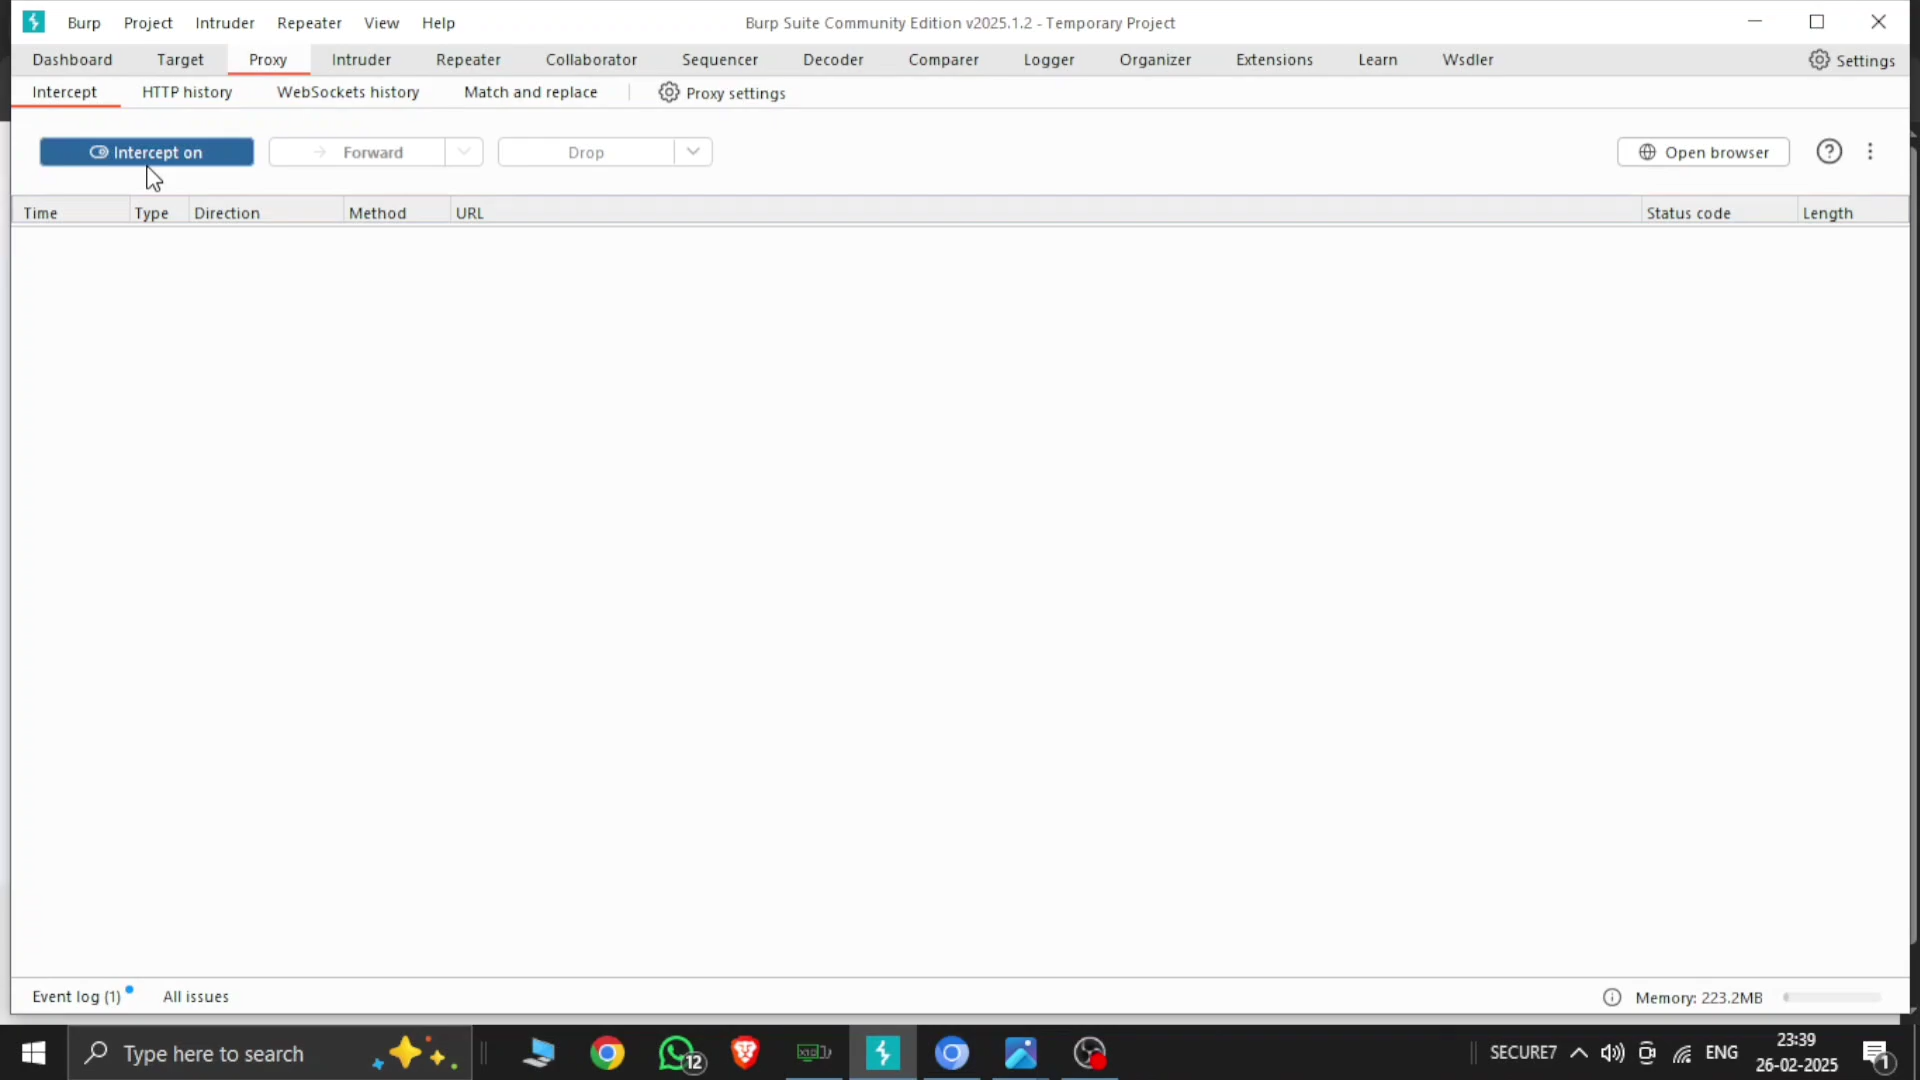 Burp Project Intruder Repeater View Help Burp Suite Community Edition v2025.1.2 - Temporary Project
Dashboard Target Proxy Intruder Repeater Collaborator Sequencer Decoder Comparer Logger Organizer Extensions Learn Wsdler Settings
Intercept HTTP history WebSockets history Match and replace Proxy settings
Intercept on Forward Drop Open browser
Time Type Direction Method URL Status code Length
Event log (1) All issues Memory: 223.2MB
Type here to search 12 SECURE7 ENG 23:39
26-02-2025 1